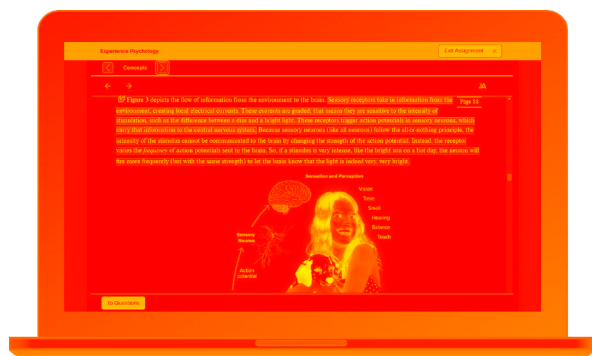 Experience Psychology
Exit Assignment ×
Concepts
AA
Page 88
Figure 3 depicts the flow of information from the environment to the brain. Sensory receptors take in information from the
environment, creating local electrical currents. These currents are graded; that means they are sensitive to the intensity of
stimulation, such as the difference between a dim and a bright light. These receptors trigger action potentials in sensory neurons, which
carry that information to the central nervous system. Because sensory neurons (like all neurons) follow the all-or-nothing principle, the
intensity of the stimulus cannot be communicated to the brain by changing the strength of the action potential. Instead, the receptor
varies the frequency of action potentials sent to the brain. So, if a stimulus is very intense, like the bright sun on a hot day, the neuron will
fire more frequently (but with the same strength) to let the brain know that the light is indeed very, very bright.
Sensation and Perception
Vision
Taste
Smell
Hearing
Balance
Touch
Sensory
Neurons
Action
potential
To Questions